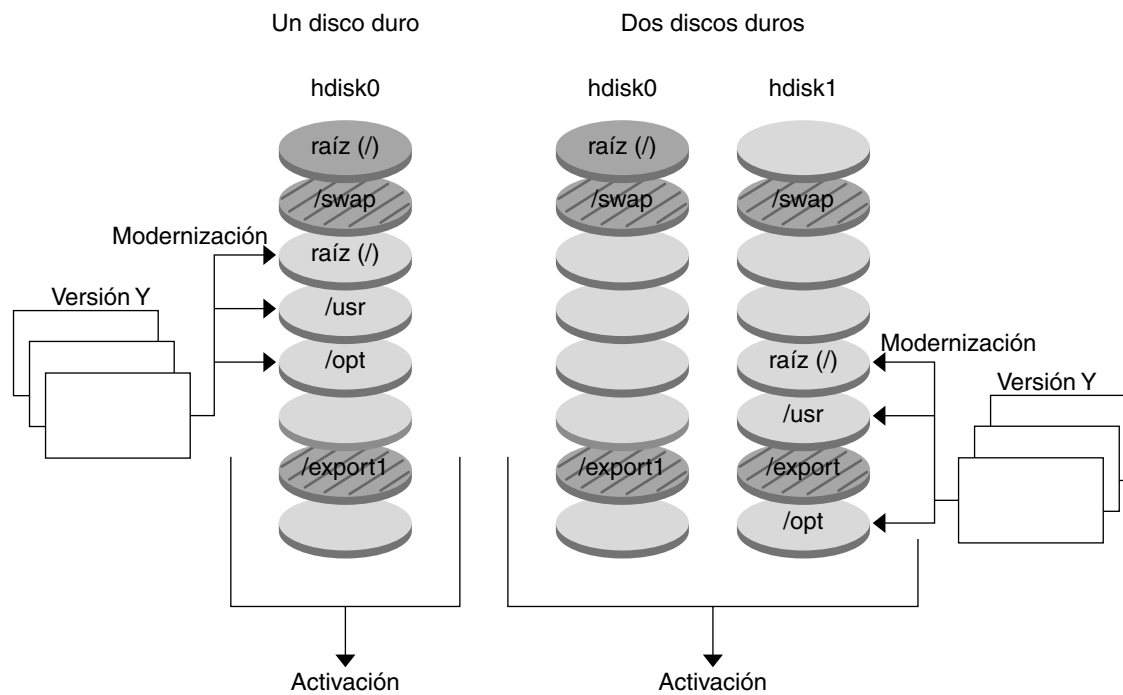 Un disco duro
Dos discos duros
hdisk0
hdisk0
hdisk1
raíz (/)
/swap
raíz (/)
/usr
/opt
/export1
Modernización
Versión Y
raíz (/)
/swap
/export1
/swap
raíz (/)
/usr
/export
/opt
Modernización
Versión Y
Activación
Activación